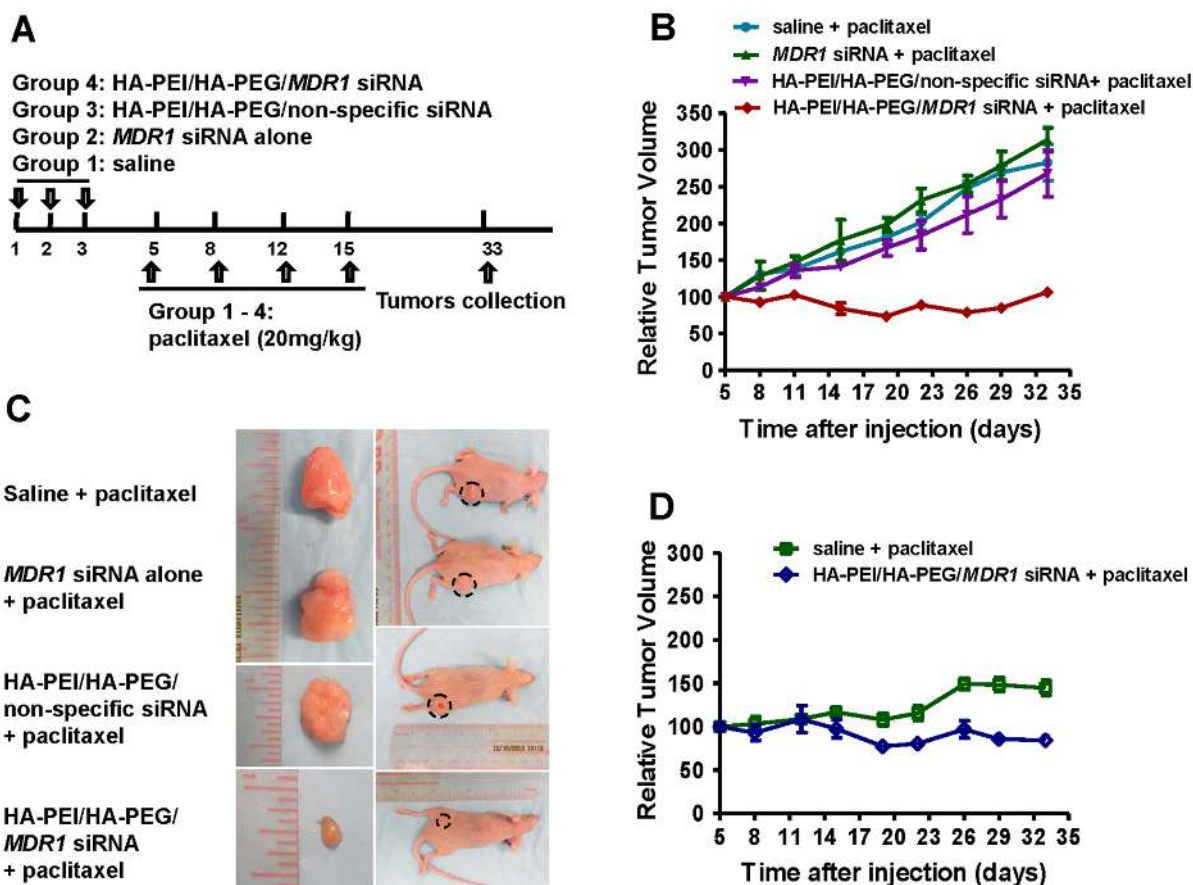 A
Group 4: HA-PEI/HA-PEG/MDR1 siRNA
Group 3: HA-PEI/HA-PEG/non-specific siRNA
Group 2: MDR1 siRNA alone
Group 1: saline
1 2 3 5 8 12 15 33
Group 1 - 4:
paclitaxel (20mg/kg)
Tumors collection
B
saline + paclitaxel
MDR1 siRNA + paclitaxel
HA-PEI/HA-PEG/non-specific siRNA+ paclitaxel
HA-PEI/HA-PEG/MDR1 siRNA + paclitaxel
Relative Tumor Volume
350
300
250
200
150
100
50
0
5 8 11 14 17 20 23 26 29 32 35
Time after injection (days)
C
Saline + paclitaxel
MDR1 siRNA alone
+ paclitaxel
HA-PEI/HA-PEG/
non-specific siRNA
+ paclitaxel
HA-PEI/HA-PEG/
MDR1 siRNA
+ paclitaxel
D
saline + paclitaxel
HA-PEI/HA-PEG/MDR1 siRNA + paclitaxel
Relative Tumor Volume
300
250
200
150
100
50
0
5 8 11 14 17 20 23 26 29 32 35
Time after injection (days)